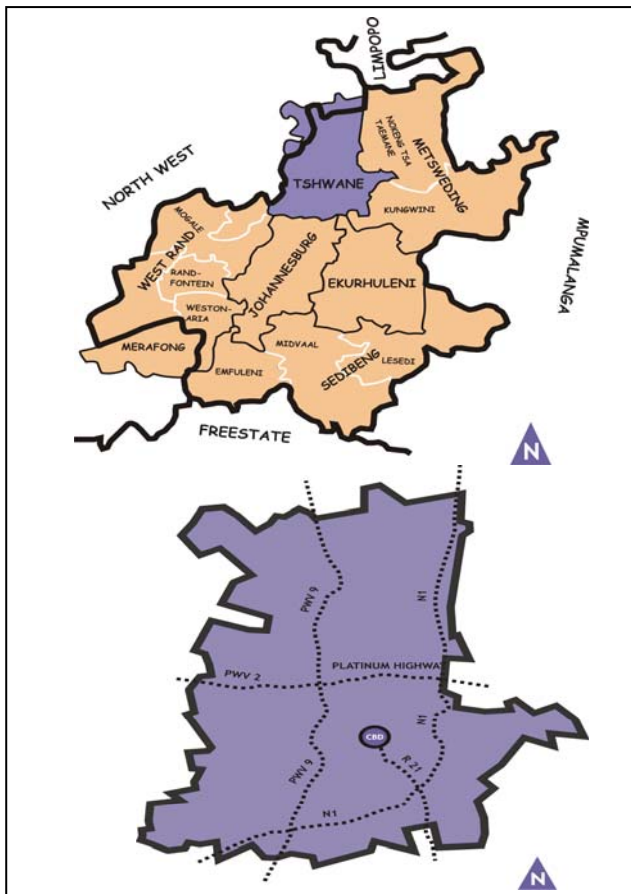 LIMPOPO
NORTH WEST
NOKENG TSA
TAEMANE
METSWEDING
TSHWANE
KUNGWINI
MOGALE
WEST RAND
RAND-
FONTEIN
WESTON-
ARIA
JOHANNESBURG
EKURHULENI
MPUMALANGA
MERAFONG
MIDVAAL
EMFULENI
SEDIBENG
LESEDI
FREESTATE
N
PWV 9
N1
PLATINUM HIGHWAY
PWV 2
N1
CBD
R 21
PWV 9
N1
N